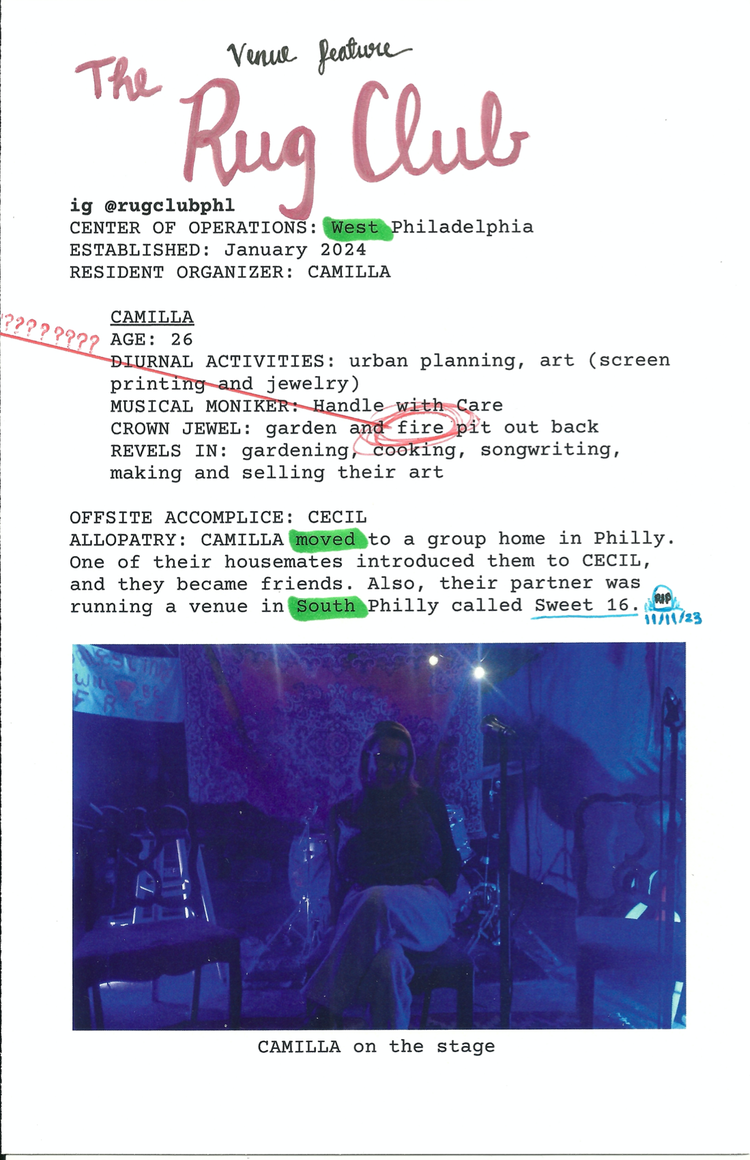 Venue feature
The
Rug Club
ig @rugclubphl
CENTER OF OPERATIONS: West Philadelphia
ESTABLISHED: January 2024
RESIDENT ORGANIZER: CAMILLA
CAMILLA
????????
AGE: 26
DIURNAL ACTIVITIES: urban planning, art (screen
printing and jewelry)
MUSICAL MONIKER: Handle with Care
CROWN JEWEL: garden and fire pit out back
REVELS IN: gardening, cooking, songwriting,
making and selling their art
OFFSITE ACCOMPLICE: CECIL
ALLOPATRY: CAMILLA moved to a group home in Philly.
One of their housemates introduced them to CECIL,
and they became friends. Also, their partner was
running a venue in South Philly called Sweet 16.
RIP
11/11/23
CAMILLA on the stage